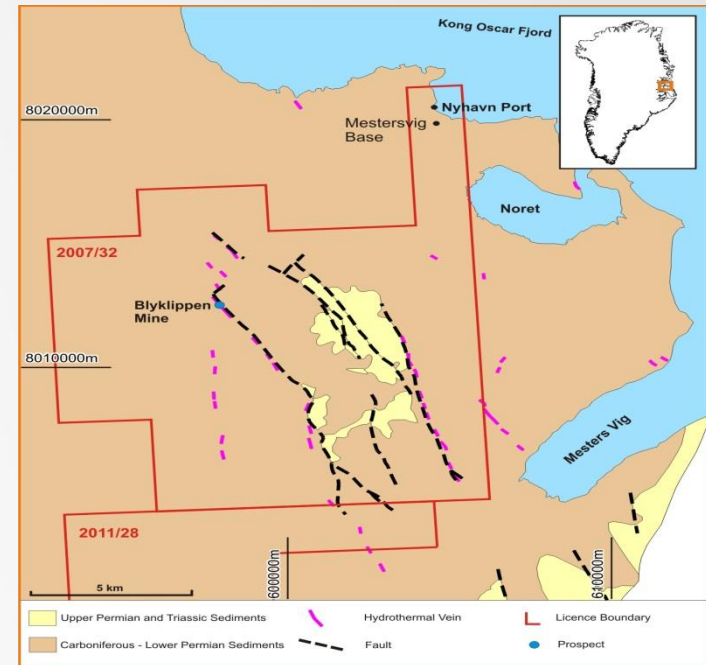 Kong Oscar Fjord
8020000m
Nyhavn Port
Mestersvig
Base
Noret
2007/32
Blyklippen
Mine
8010000m
Mesters Vig
2011/28
5 km
600000m
610000m
Upper Permian and Triassic Sediments
Hydrothermal Vein
Licence Boundary
Carboniferous - Lower Permian Sediments
Fault
Prospect